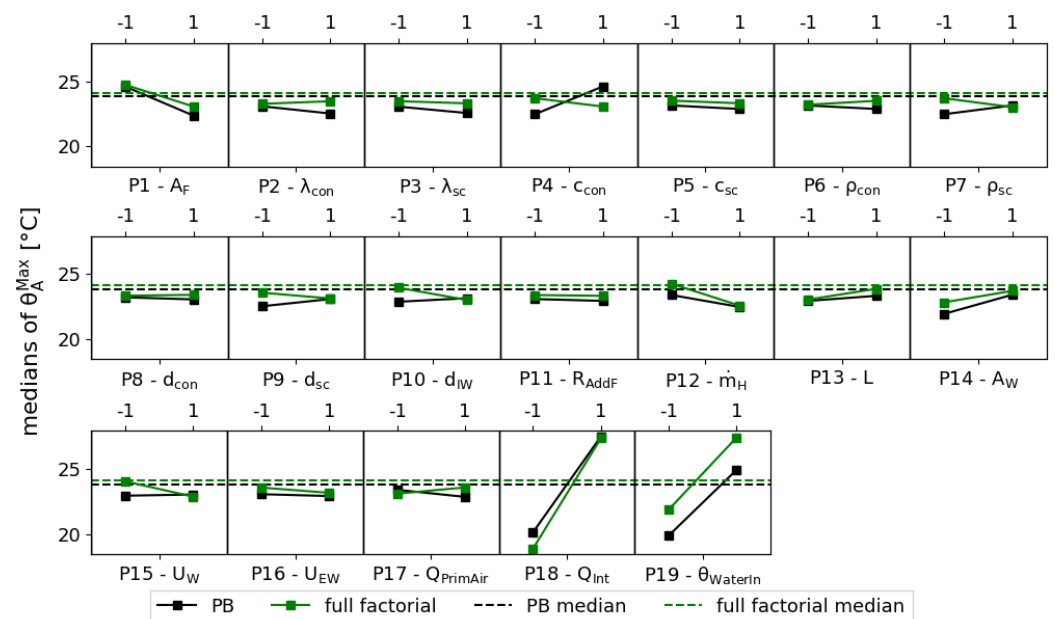 -1 1 -1 1 -1 1 -1 1 -1 1 -1 1 -1 1
25
20
P1 - A_F P2 - λ_con P3 - λ_sc P4 - c_con P5 - c_sc P6 - ρ_con P7 - ρ_sc
-1 1 -1 1 -1 1 -1 1 -1 1 -1 1 -1 1
medians of θ_A^Max [°C]
25
20
P8 - d_con P9 - d_sc P10 - d_IW P11 - R_AddF P12 - ṁ_H P13 - L P14 - A_W
-1 1 -1 1 -1 1 -1 1 -1 1
25
20
P15 - U_W P16 - U_EW P17 - Q_PrimAir P18 - Q_Int P19 - θ_WaterIn
PB full factorial PB median full factorial median